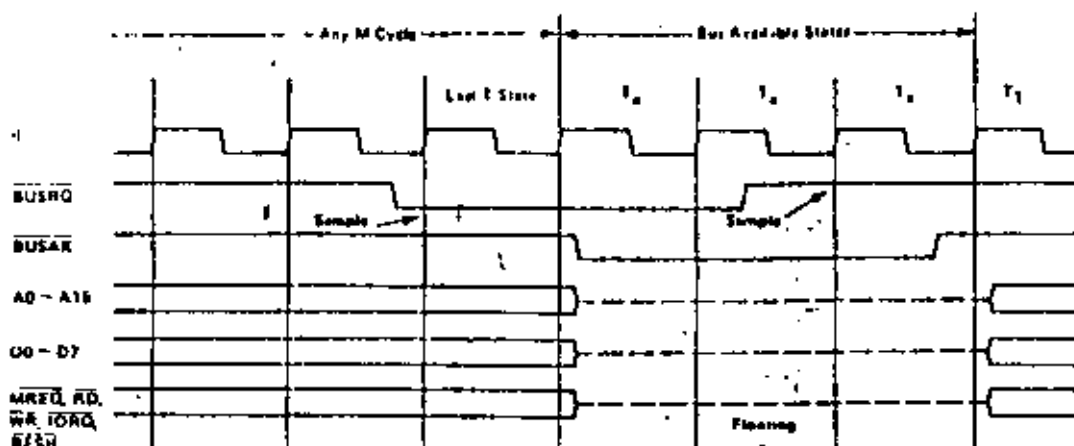 Any M Cycle
Bus Available States
Last T State
Tx
Tx
Tx
T1
BUSRQ
Sample
Sample
BUSAK
A0 – A15
D0 – D7
MREQ, RD,
WR, IORQ,
RFSH
Floating